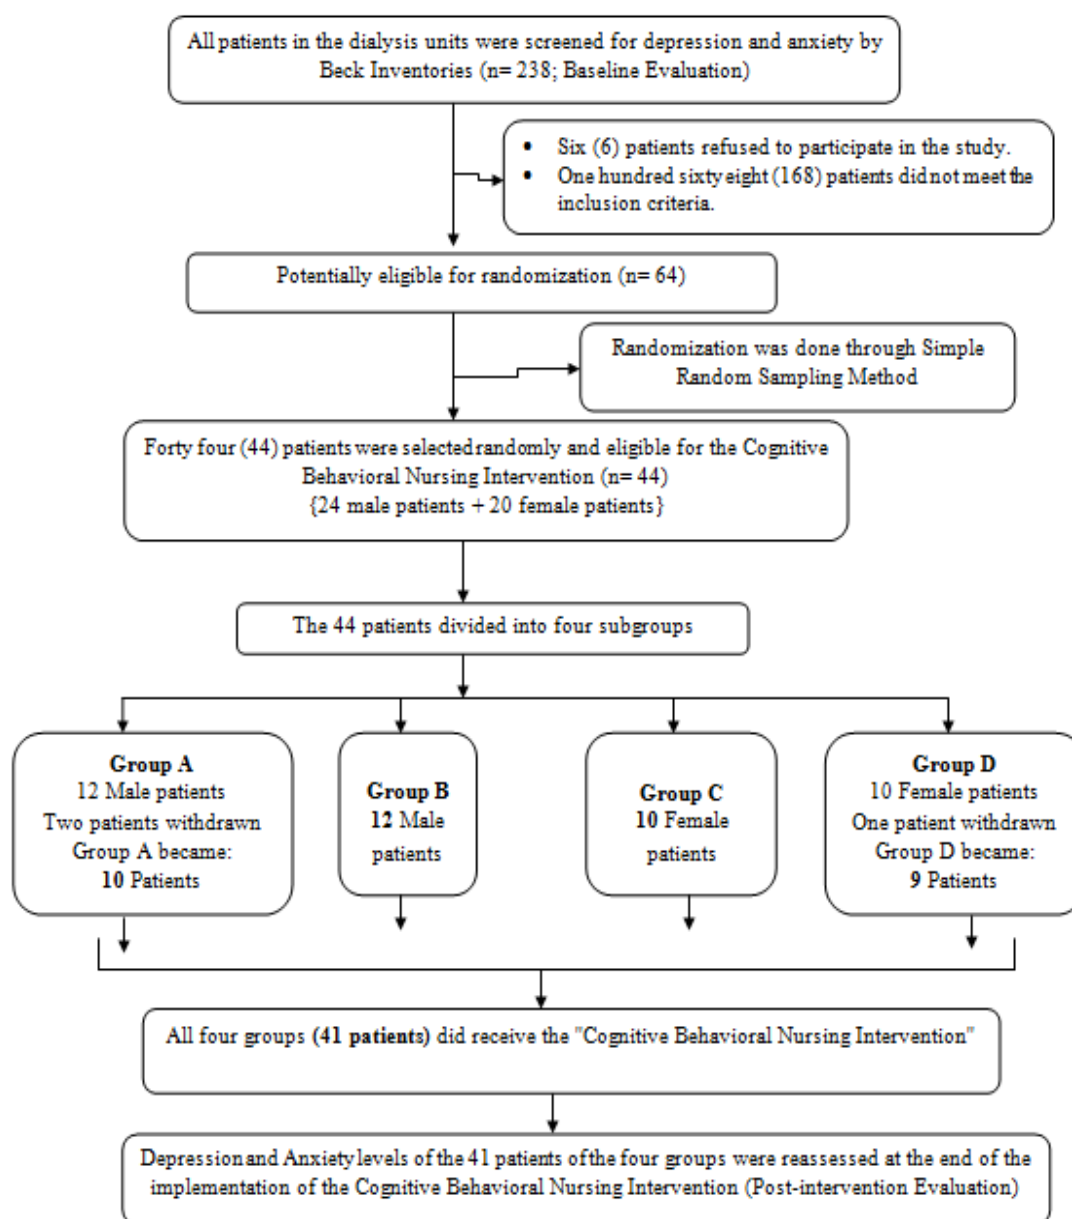 All patients in the dialysis units were screened for depression and anxiety by
Beck Inventories (n= 238; Baseline Evaluation)
• Six (6) patients refused to participate in the study.
• One hundred sixty eight (168) patients did not meet the
inclusion criteria.
Potentially eligible for randomization (n= 64)
Randomization was done through Simple
Random Sampling Method
Forty four (44) patients were selected randomly and eligible for the Cognitive
Behavioral Nursing Intervention (n= 44)
{24 male patients + 20 female patients}
The 44 patients divided into four subgroups
Group A
12 Male patients
Two patients withdrawn
Group A became:
10 Patients
Group B
12 Male
patients
Group C
10 Female
patients
Group D
10 Female patients
One patient withdrawn
Group D became:
9 Patients
All four groups (41 patients) did receive the "Cognitive Behavioral Nursing Intervention"
Depression and Anxiety levels of the 41 patients of the four groups were reassessed at the end of the
implementation of the Cognitive Behavioral Nursing Intervention (Post-intervention Evaluation)